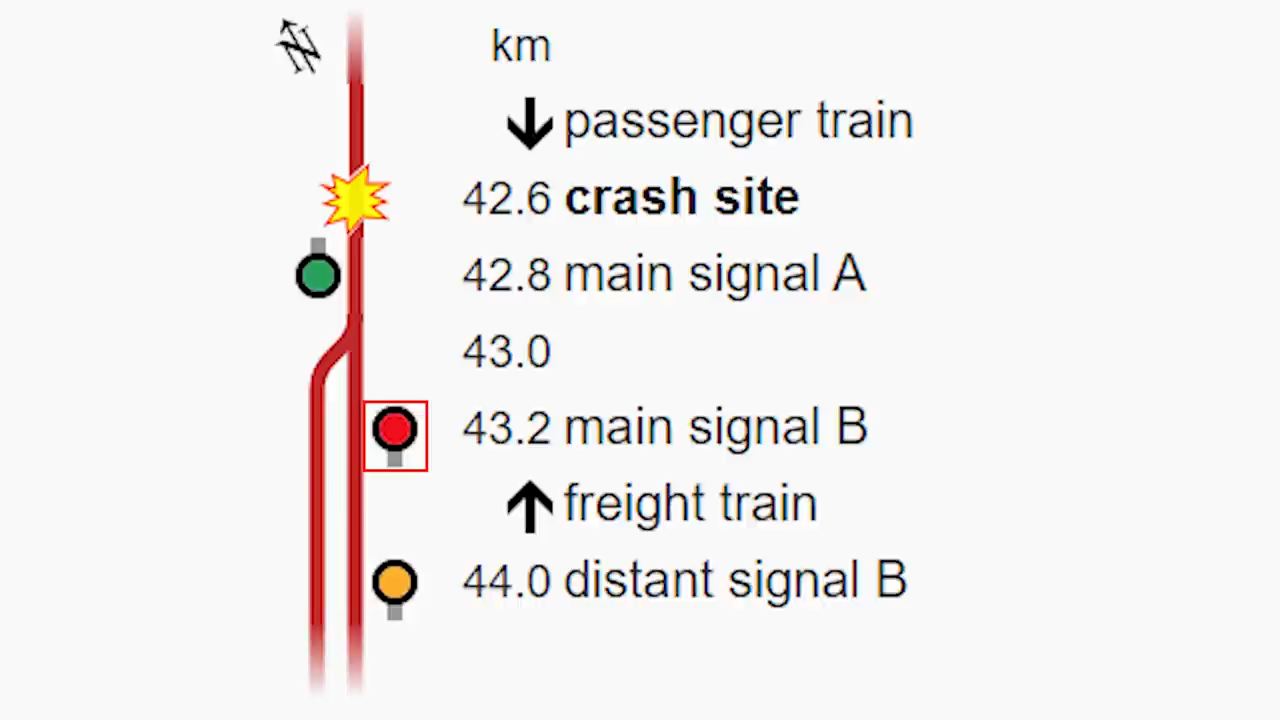 N
km
passenger train
42.6 crash site
42.8 main signal A
43.0
43.2 main signal B
freight train
44.0 distant signal B